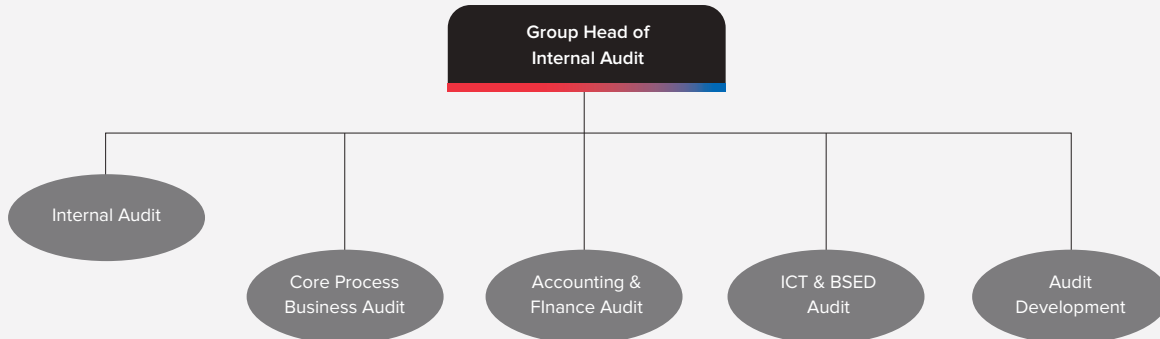 Group Head of
Internal Audit
Internal Audit
Core Process
Business Audit
Accounting &
FInance Audit
ICT & BSED
Audit
Audit
Development